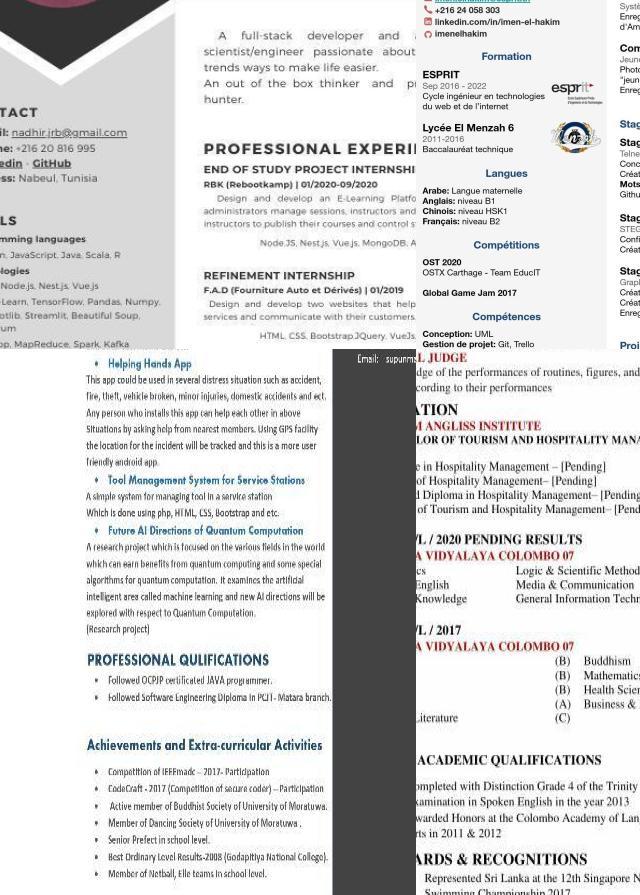 TACT
il: nadhir.jrb@gmail.com
ne: +216 20 816 995
edin - GitHub
ess: Nabeul, Tunisia
LS
mming languages
n, JavaScript, Java, Scala, R
ologies
Node.js, Nest.js, Vue.js
-Learn, TensorFlow, Pandas, Numpy,
otlib, Streamlit, Beautiful Soup,
um
op, MapReduce, Spark, Kafka
A full-stack developer and
scientist/engineer passionate about
trends ways to make life easier.
An out of the box thinker and
hunter.
PROFESSIONAL EXPERI
END OF STUDY PROJECT INTERNSHI
RBK (Rebootkamp) | 01/2020-09/2020
Design and develop an E-Learning Platfo
administrators manage sessions, instructors and
instructors to publish their courses and control s
Node.JS, Nest.js, Vue.js, MongoDB, A
REFINEMENT INTERNSHIP
F.A.D (Fourniture Auto et Dérivés) | 01/2019
Design and develop two websites that help
services and communicate with their customers.
HTML, CSS, Bootstrap.JQuery, VueJs
+216 24 058 303
linkedin.com/in/imen-el-hakim
imenelhakim
Formation
ESPRIT
Sep 2016 - 2022
Cycle ingénieur en technologies
du web et de l'internet
esprit
Lycée El Menzah 6
2011-2016
Baccalauréat technique
Langues
Arabe: Langue maternelle
Anglais: niveau B1
Chinois: niveau HSK1
Français: niveau B2
Compétitions
OST 2020
OSTX Carthage - Team EducIT
Global Game Jam 2017
Compétences
Conception: UML
Gestion de projet: Git, Trello
Systè
Enreg
d'Am
Com
Jeune
Photo
"jeun
Enreg
Stag
Stag
Telne
Conc
Créat
Mots
Githu
Stag
STEG
Confi
Créat
Stag
Graph
Créat
Créat
Enreg
Proj
Helping Hands App
This app could be used in several distress situation such as accident,
fire, theft, vehicle broken, minor injuries, domestic accidents and ect.
Any person who installs this app can help each other in above
Situations by asking help from nearest members. Using GPS facility
the location for the incident will be tracked and this is a more user
friendly android app.
Tool Management System for Service Stations
A simple system for managing tool in a service station
Which is done using php, HTML, CSS, Bootstrap and etc.
Future AI Directions of Quantum Computation
A research project which is focused on the various fields in the world
which can earn benefits from quantum computing and some special
algorithms for quantum computation. It examines the artificial
intelligent area called machine learning and new AI directions will be
explored with respect to Quantum Computation.
(Research project)
PROFESSIONAL QULIFICATIONS
Followed OCPJP certificated JAVA programmer.
Followed Software Engineering Diploma in PCJT- Matara branch.
Achievements and Extra-curricular Activities
Competition of IEEEmadc – 2017- Participation
CodeCraft - 2017 (Competition of secure coder) – Participation
Active member of Buddhist Society of University of Moratuwa.
Member of Dancing Society of University of Moratuwa .
Senior Prefect in school level.
Best Ordinary Level Results-2008 (Godapitiya National College).
Member of Netball, Elle teams in school level.
Email: supunm
L JUDGE
dge of the performances of routines, figures, and
cording to their performances
ATION
M ANGLISS INSTITUTE
LOR OF TOURISM AND HOSPITALITY MANA
e in Hospitality Management – [Pending]
of Hospitality Management– [Pending]
d Diploma in Hospitality Management– [Pending]
of Tourism and Hospitality Management– [Pend
/L / 2020 PENDING RESULTS
A VIDYALAYA COLOMBO 07
cs Logic & Scientific Method
English Media & Communication
Knowledge General Information Techn
/L / 2017
A VIDYALAYA COLOMBO 07
(B) Buddhism
(B) Mathematics
(B) Health Scien
(A) Business &
Literature (C)
ACADEMIC QUALIFICATIONS
ompleted with Distinction Grade 4 of the Trinity
xamination in Spoken English in the year 2013
warded Honors at the Colombo Academy of Lan
rts in 2011 & 2012
ARDS & RECOGNITIONS
Represented Sri Lanka at the 12th Singapore N
Swimming Championship 2017